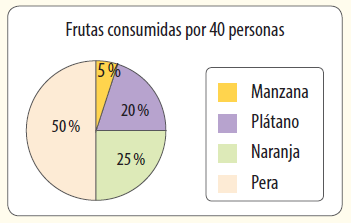 Frutas consumidas por 40 personas
5 %
20 %
50 %
25 %
Manzana
Plátano
Naranja
Pera